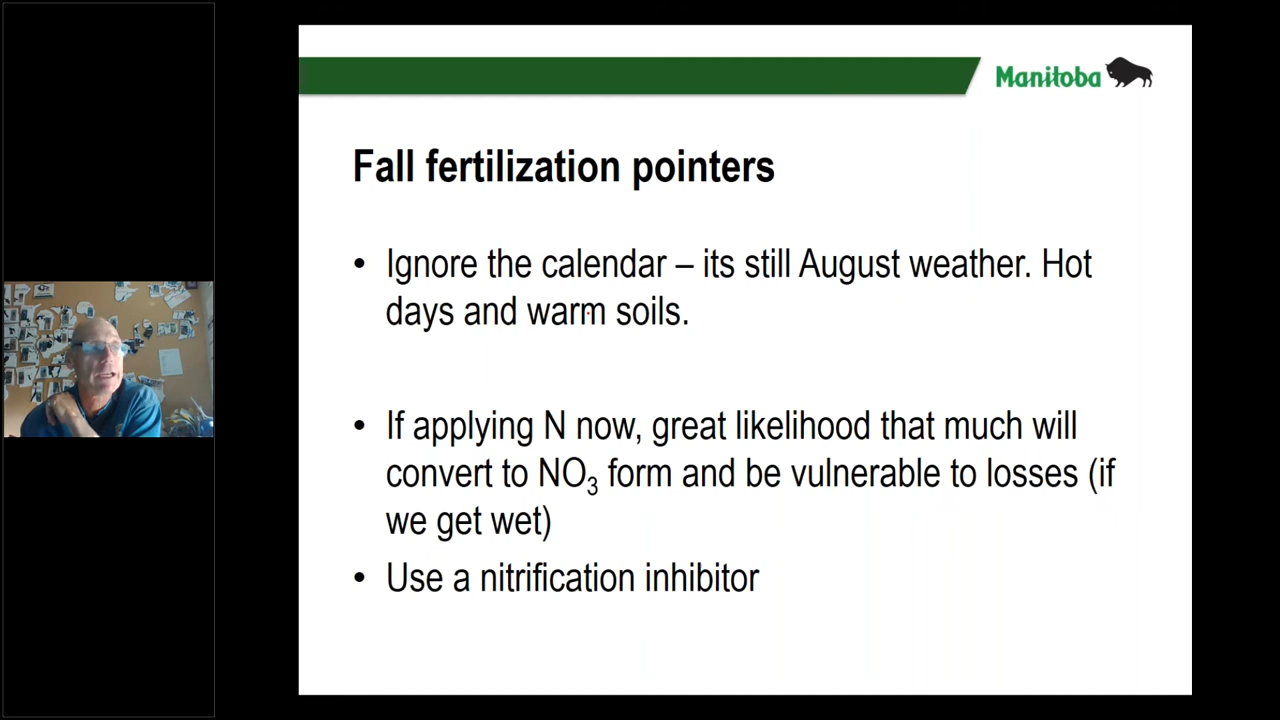 Manitoba
Fall fertilization pointers
• Ignore the calendar – its still August weather. Hot
days and warm soils.
• If applying N now, great likelihood that much will
convert to NO₃ form and be vulnerable to losses (if
we get wet)
• Use a nitrification inhibitor